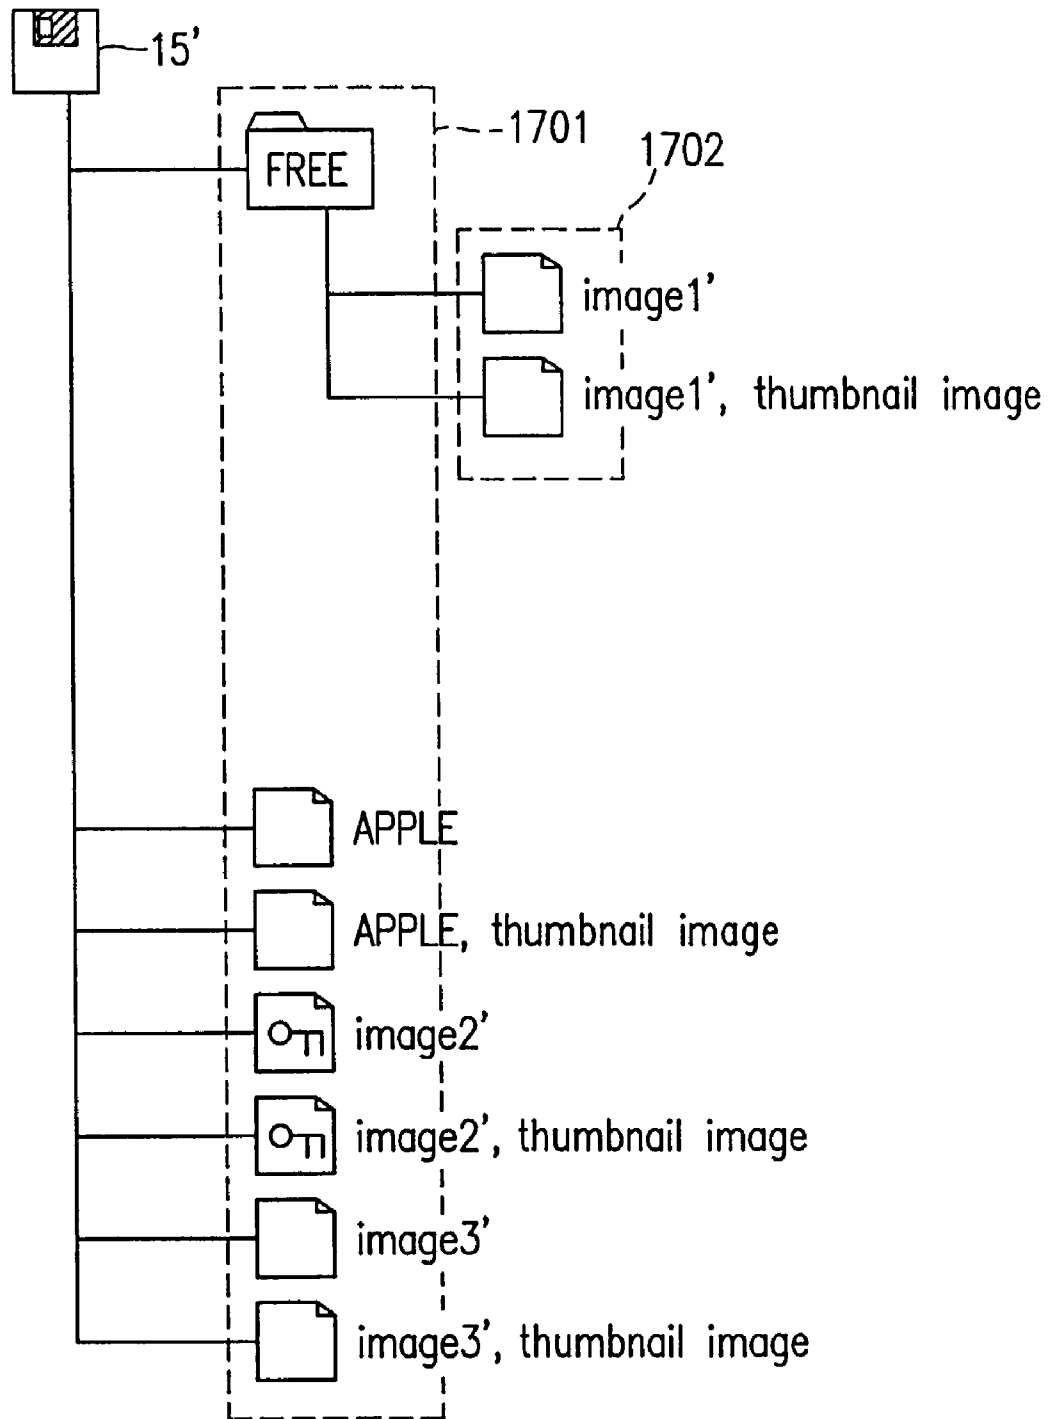 15'
1701
1702
FREE
image1'
image1', thumbnail image
APPLE
APPLE, thumbnail image
image2'
image2', thumbnail image
image3'
image3', thumbnail image